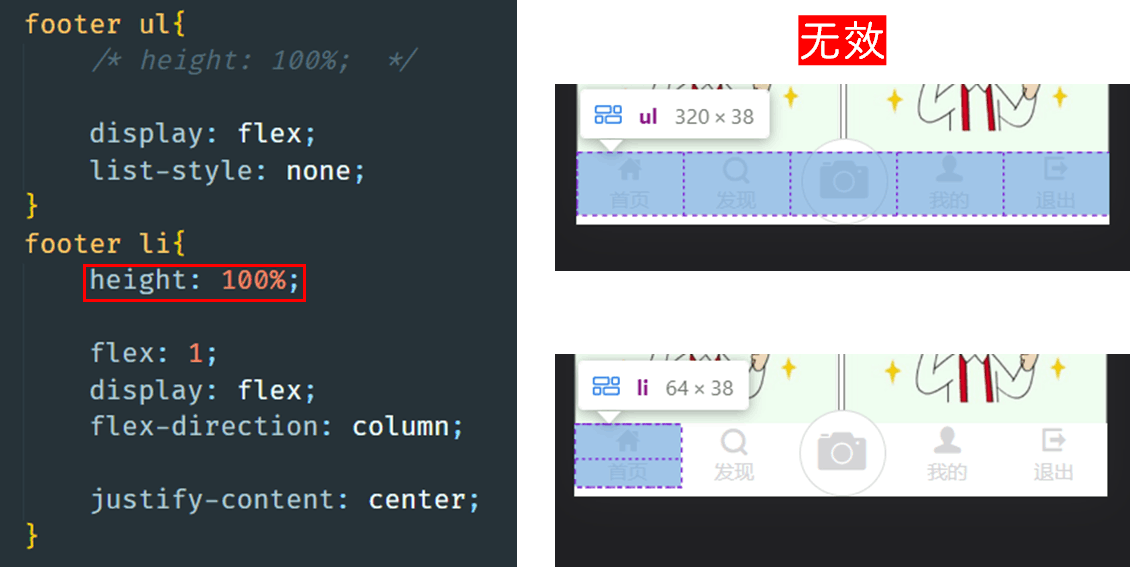 footer ul{
/* height: 100%; */
display: flex;
list-style: none;
}
footer li{
height: 100%;
flex: 1;
display: flex;
flex-direction: column;
justify-content: center;
}
无效
ul 320 × 38
首页 发现 我的 退出
li 64 × 38
首页 发现 我的 退出